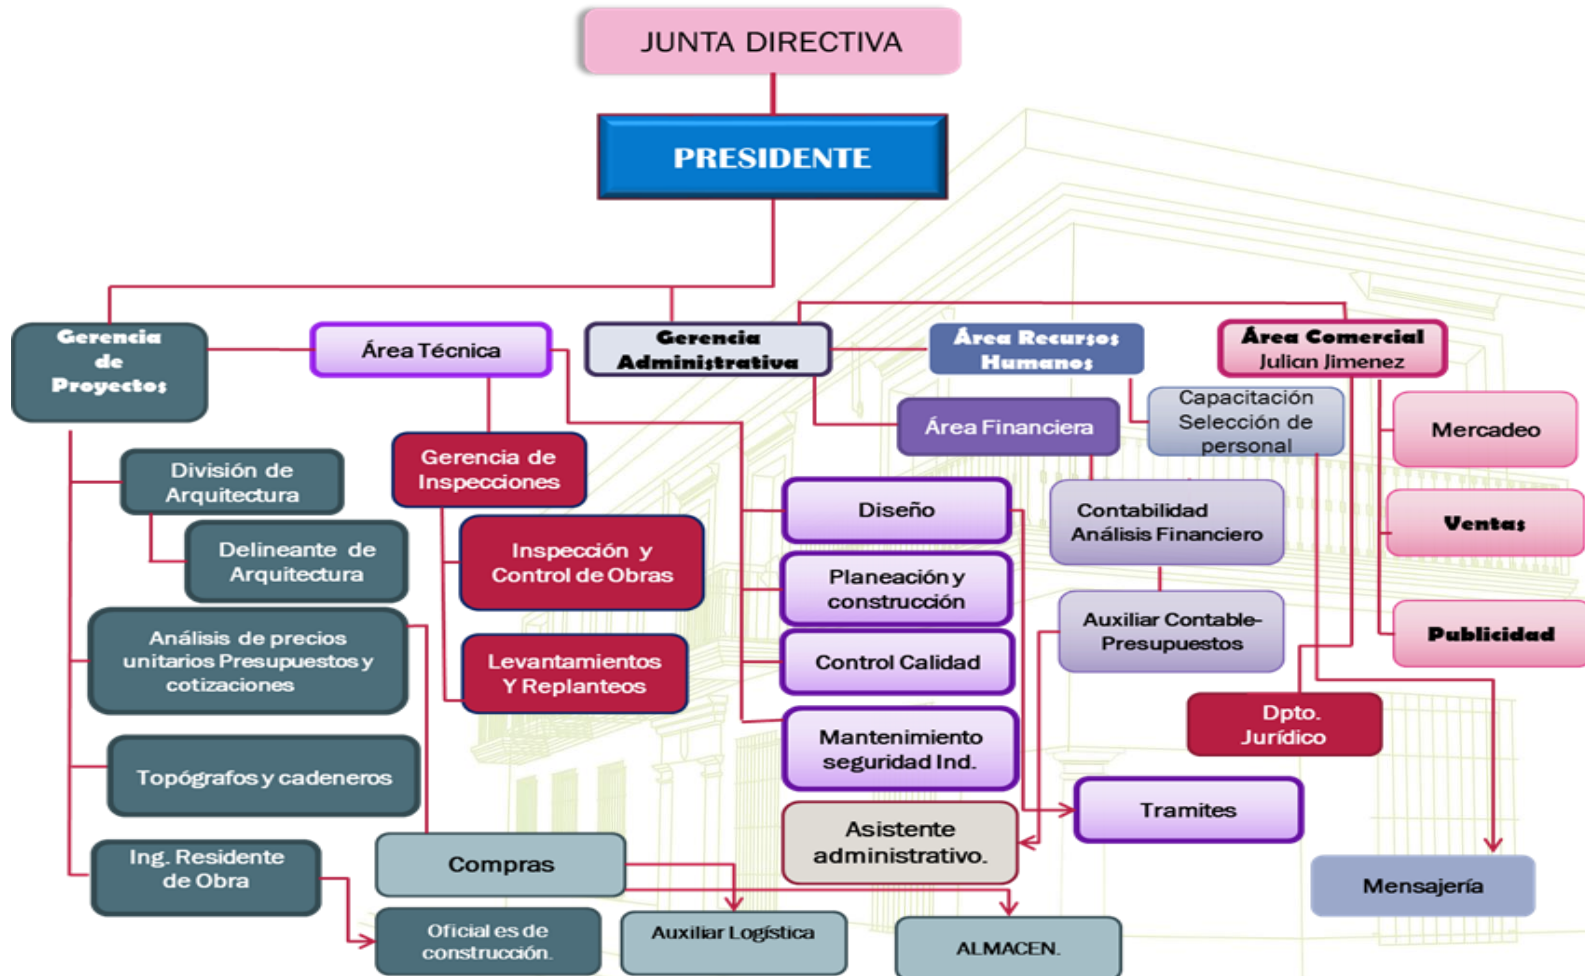 JUNTA DIRECTIVA
PRESIDENTE
Gerencia
de
Proyectos
Área Técnica
Gerencia
Administrativa
Área Recursos
Humanos
Área Comercial
Julian Jimenez
Área Financiera
Capacitación
Selección de
personal
Mercadeo
División de
Arquitectura
Gerencia de
Inspecciones
Diseño
Contabilidad
Análisis Financiero
Ventas
Delineante de
Arquitectura
Inspección y
Control de Obras
Planeación y
construcción
Auxiliar Contable-
Presupuestos
Publicidad
Análisis de precios
unitarios Presupuestos y
cotizaciones
Levantamientos
Y Replanteos
Control Calidad
Dpto.
Jurídico
Mantenimiento
seguridad Ind.
Topógrafos y cadeneros
Tramites
Asistente
administrativo.
Ing. Residente
de Obra
Compras
Mensajería
Oficial es de
construcción.
Auxiliar Logística
ALMACEN.